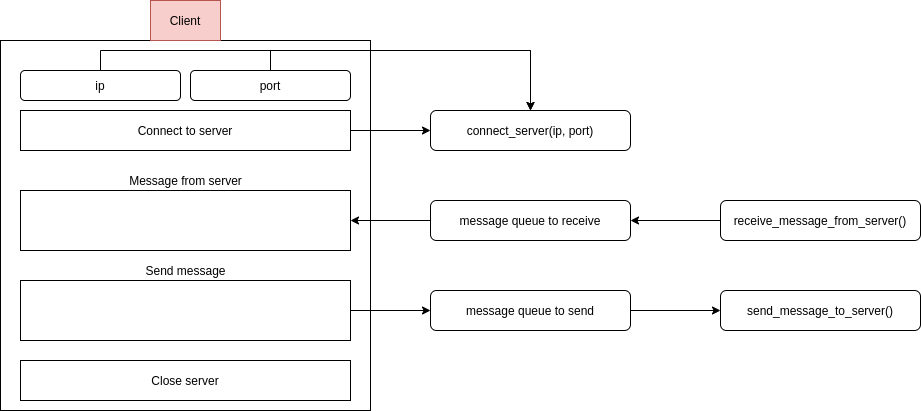 Client
ip
port
Connect to server
connect_server(ip, port)
Message from server
message queue to receive
receive_message_from_server()
Send message
message queue to send
send_message_to_server()
Close server